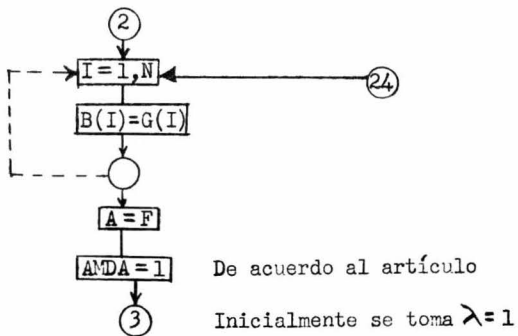 2
I=1,N
24
B(I)=G(I)
A=F
AMDA=1 De acuerdo al artículo
3 Inicialmente se toma λ=1